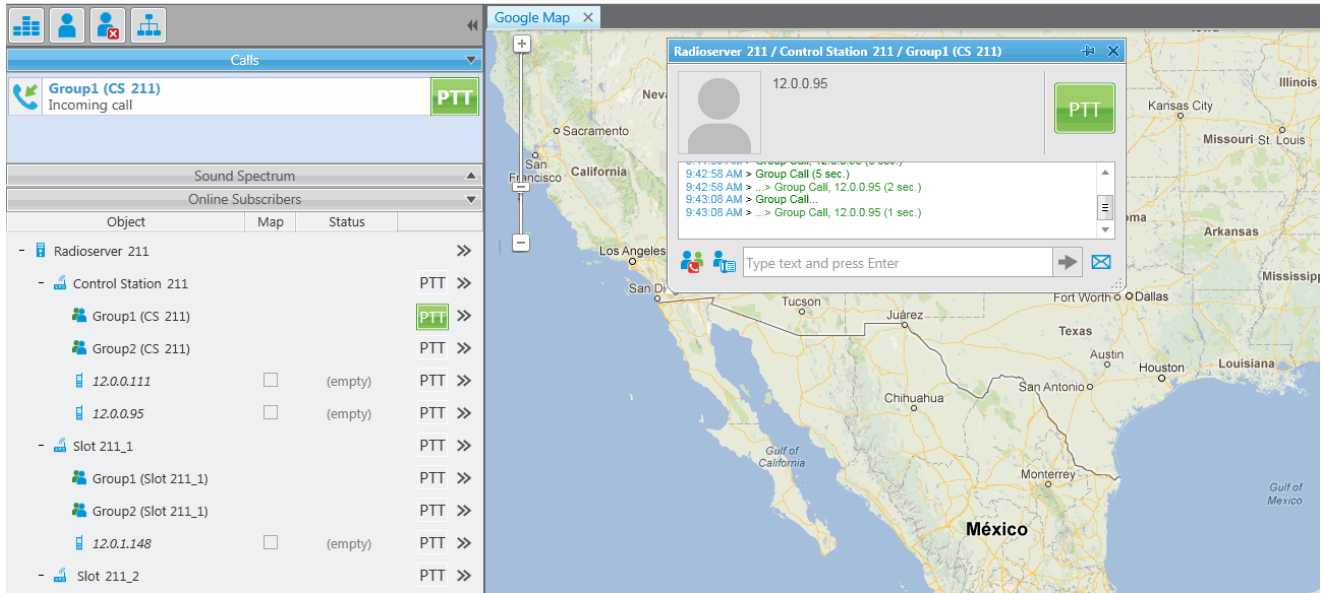 Google Map
Calls
Group1 (CS 211)
Incoming call
PTT
Sound Spectrum
Online Subscribers
Object Map Status
Radioserver 211
Control Station 211 PTT
Group1 (CS 211) PTT
Group2 (CS 211) PTT
12.0.0.111 (empty) PTT
12.0.0.95 (empty) PTT
Slot 211_1 PTT
Group1 (Slot 211_1) PTT
Group2 (Slot 211_1) PTT
12.0.1.148 (empty) PTT
Slot 211_2 PTT
Radioserver 211 / Control Station 211 / Group1 (CS 211)
12.0.0.95
PTT
9:42:58 AM > Group Call (5 sec.)
9:42:58 AM > ...> Group Call, 12.0.0.95 (2 sec.)
9:43:08 AM > Group Call...
9:43:08 AM > ...> Group Call, 12.0.0.95 (1 sec.)
Type text and press Enter
Illinois
Kansas City
Missouri
St. Louis
Sacramento
San
Francisco
California
Los Angeles
Arkansas
Mississipp
Tucson
Juárez
Fort Worth
Dallas
Texas
Austin
Houston
Louisiana
San Antonio
Chihuahua
Gulf of
California
Monterrey
Gulf of
Mexico
México